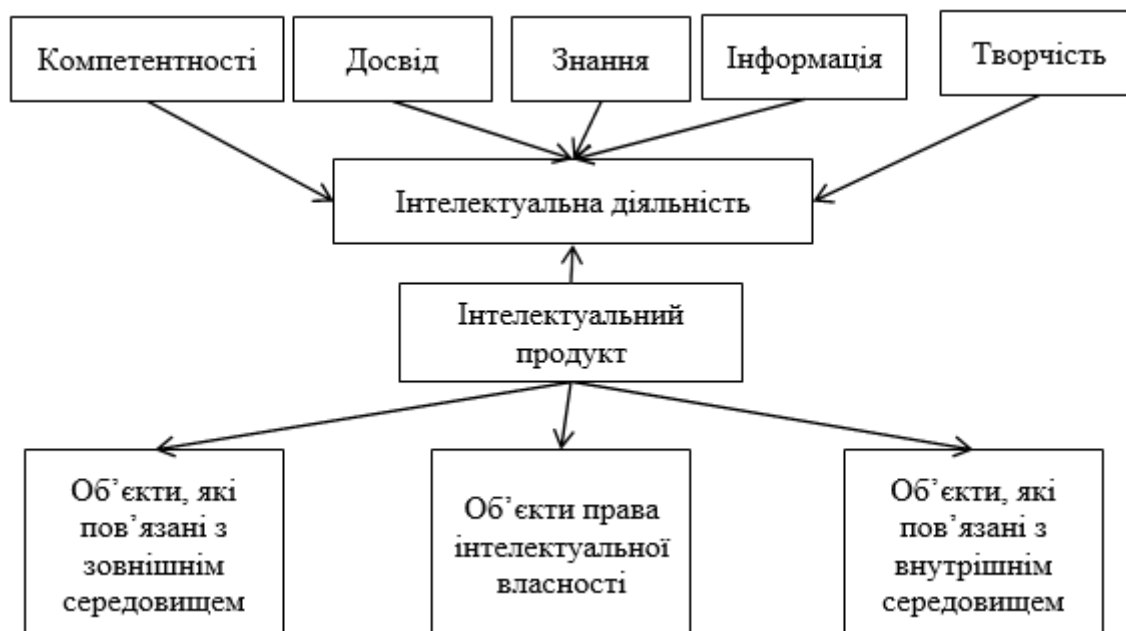 Компетентності
Досвід
Знання
Інформація
Творчість
Інтелектуальна діяльність
Інтелектуальний
продукт
Об’єкти, які
пов’язані з
зовнішнім
середовищем
Об’єкти права
інтелектуальної
власності
Об’єкти, які
пов’язані з
внутрішнім
середовищем